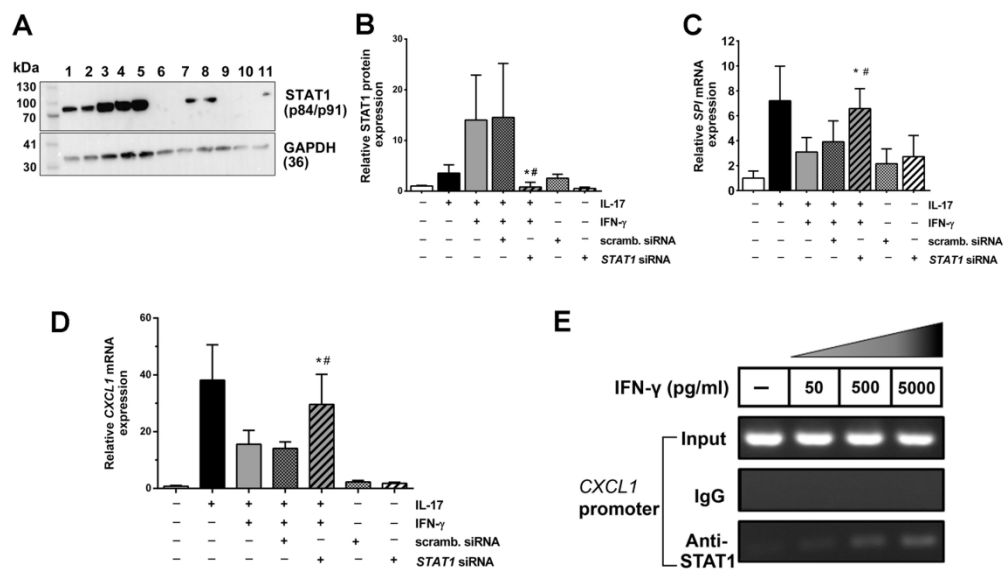 A
kDa
1 2 3 4 5 6 7 8 9 10 11
130
100
70
STAT1
(p84/p91)
41
30
GAPDH
(36)
B
Relative STAT1 protein
expression
30
20
10
0
*#
– + + + + – – IL-17
– – + + + – – IFN-γ
– – – + – + – scramb. siRNA
– – – – + – + STAT1 siRNA
C
Relative SPI mRNA
expression
12
10
8
6
4
2
0
* #
– + + + + – – IL-17
– – + + + – – IFN-γ
– – – + – + – scramb. siRNA
– – – – + – + STAT1 siRNA
D
Relative CXCL1 mRNA
expression
60
40
20
0
*#
– + + + + – – IL-17
– – + + + – – IFN-γ
– – – + – + – scramb. siRNA
– – – – + – + STAT1 siRNA
E
IFN-γ (pg/ml) – 50 500 5000
CXCL1
promoter
Input
IgG
Anti-
STAT1